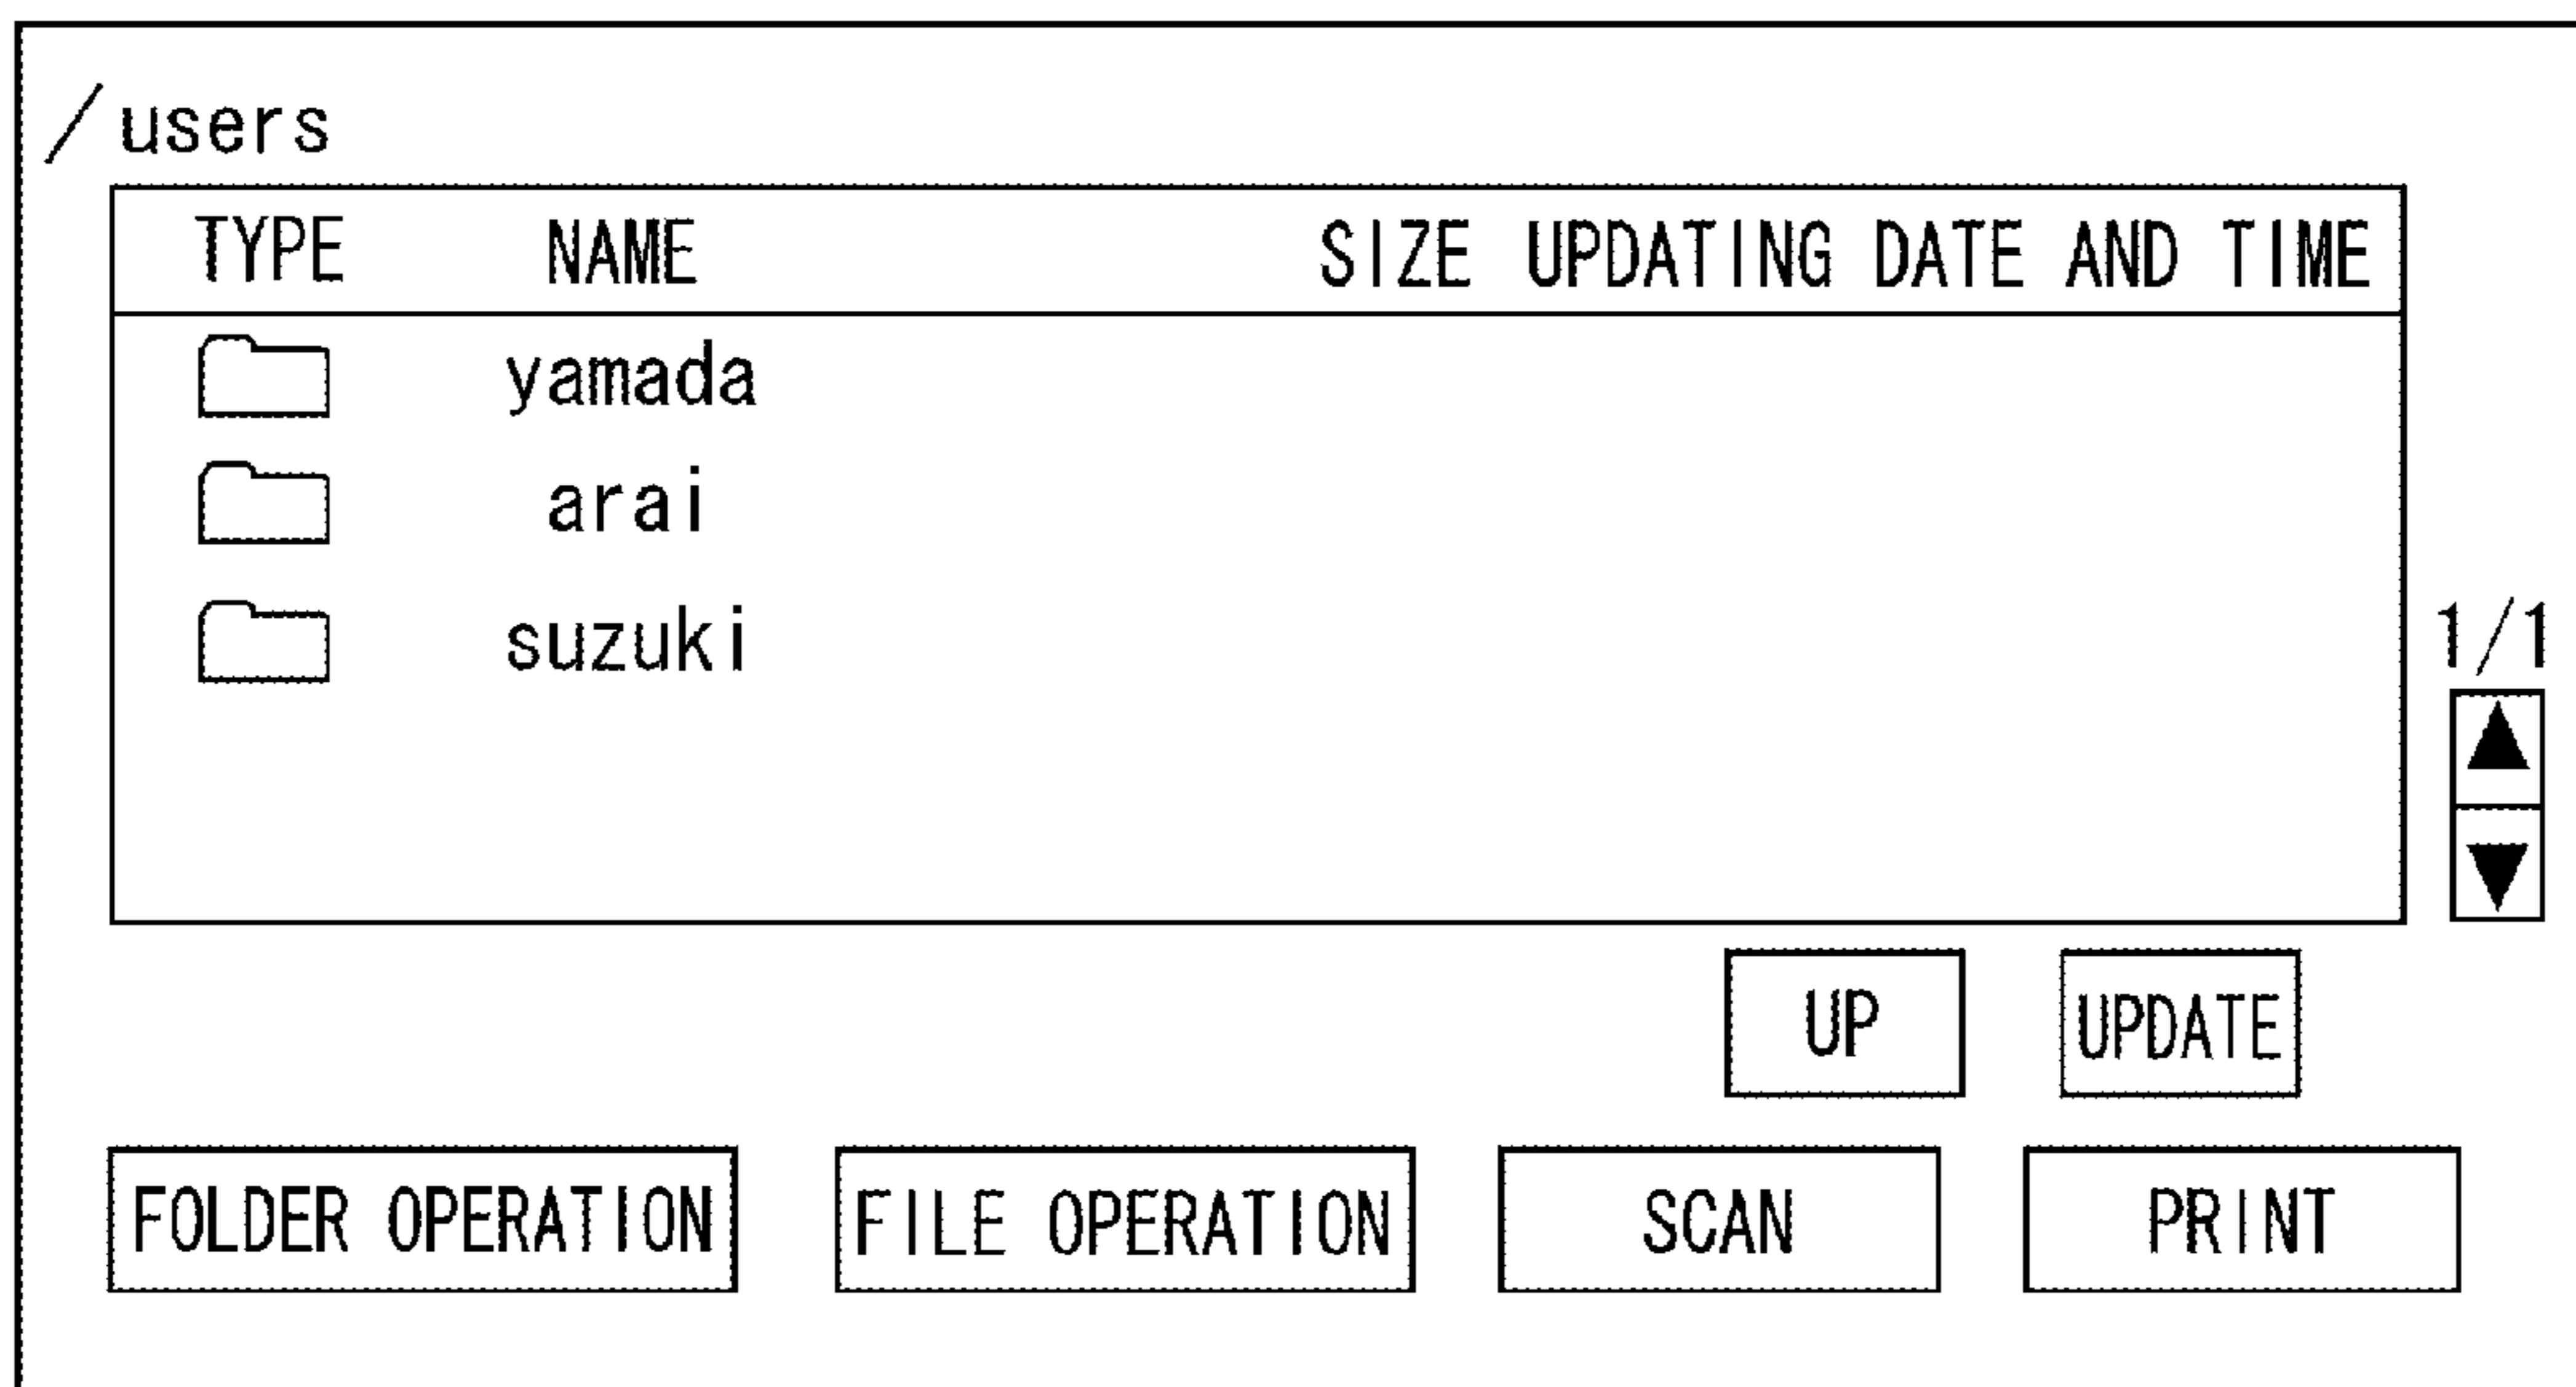 /users
TYPE NAME SIZE UPDATING DATE AND TIME
yamada
arai
suzuki
1/1
UP UPDATE
FOLDER OPERATION FILE OPERATION SCAN PRINT